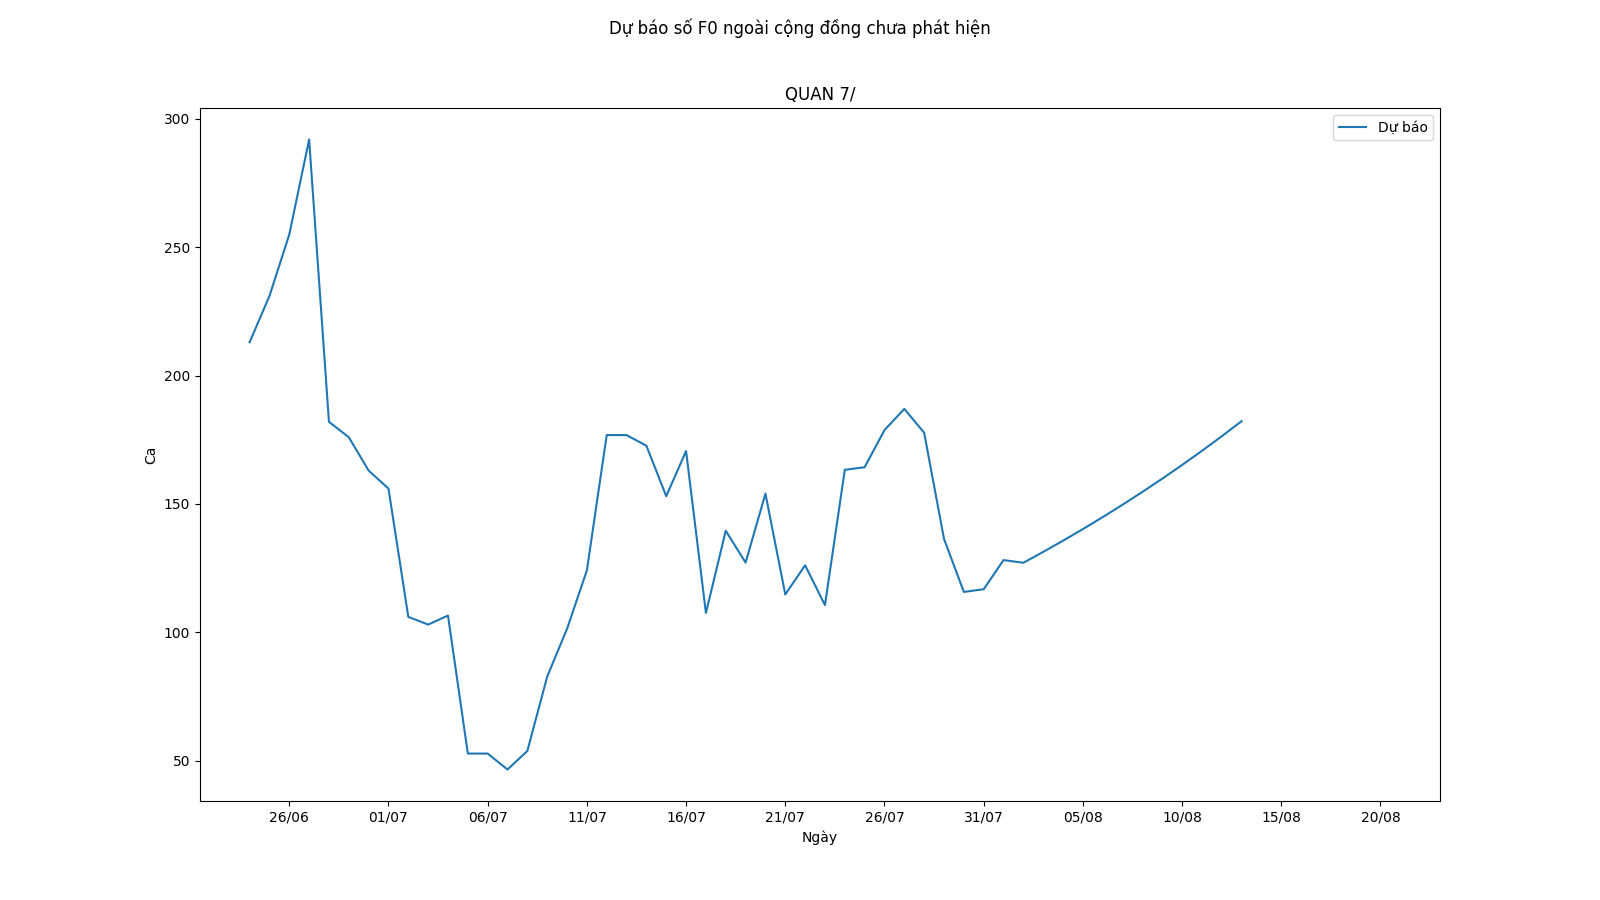 Dự báo số F0 ngoài cộng đồng chưa phát hiện
QUAN 7/
Dự báo
300
250
200
150
100
50
Ca
26/06 01/07 06/07 11/07 16/07 21/07 26/07 31/07 05/08 10/08 15/08 20/08
Ngày